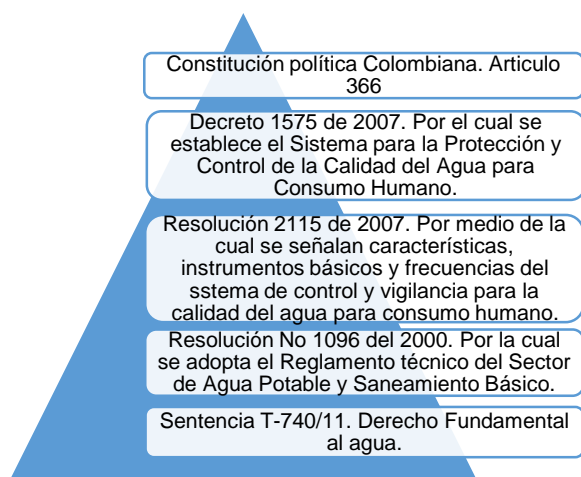 Constitución política Colombiana. Articulo
366
Decreto 1575 de 2007. Por el cual se
establece el Sistema para la Protección y
Control de la Calidad del Agua para
Consumo Humano.
Resolución 2115 de 2007. Por medio de la
cual se señalan características,
instrumentos básicos y frecuencias del
sstema de control y vigilancia para la
calidad del agua para consumo humano.
Resolución No 1096 del 2000. Por la cual
se adopta el Reglamento técnico del Sector
de Agua Potable y Saneamiento Básico.
Sentencia T-740/11. Derecho Fundamental
al agua.